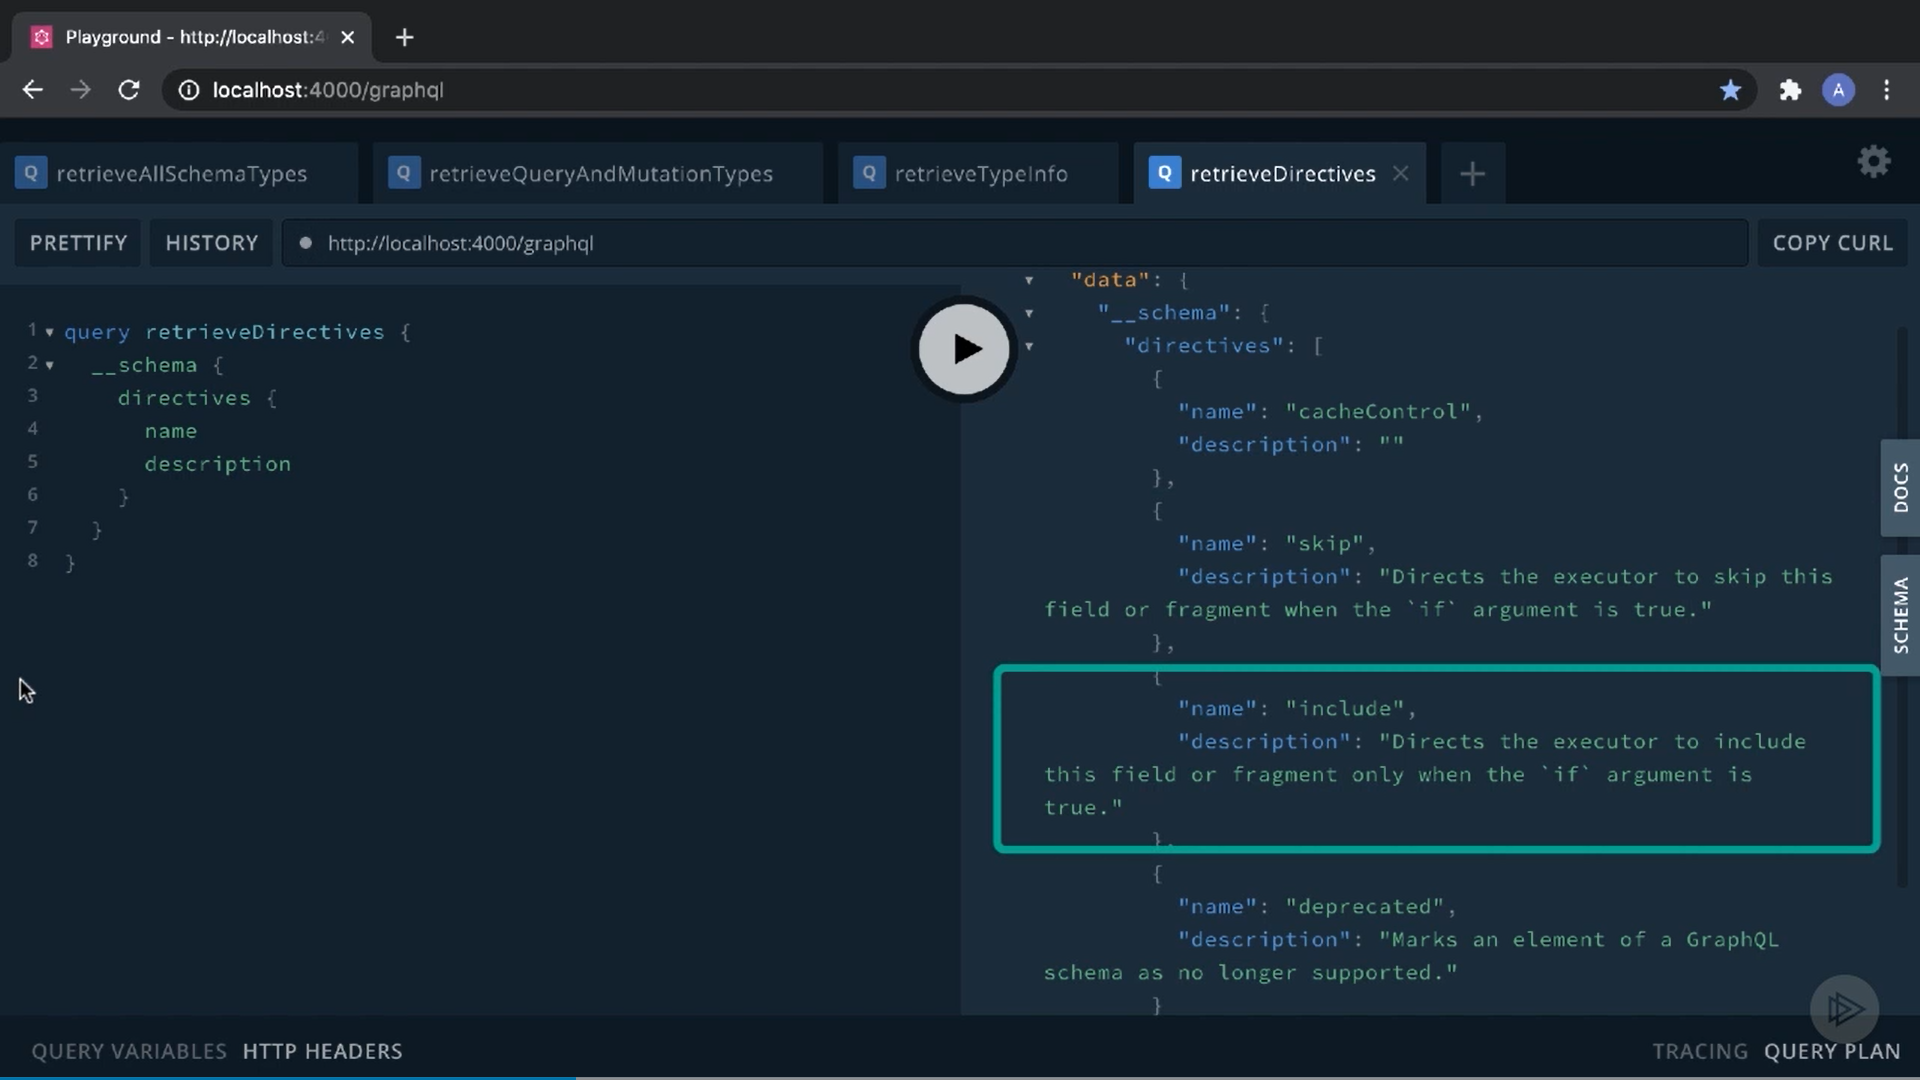 Playground - http://localhost:4
localhost:4000/graphql
A
Q retrieveAllSchemaTypes
Q retrieveQueryAndMutationTypes
Q retrieveTypeInfo
Q retrieveDirectives
PRETTIFY
HISTORY
http://localhost:4000/graphql
COPY CURL
1 query retrieveDirectives {
2 __schema {
3 directives {
4 name
5 description
6 }
7 }
8 }
"data": {
"__schema": {
"directives": [
{
"name": "cacheControl",
"description": ""
},
{
"name": "skip",
"description": "Directs the executor to skip this
field or fragment when the `if` argument is true."
},
{
"name": "include",
"description": "Directs the executor to include
this field or fragment only when the `if` argument is
true."
},
{
"name": "deprecated",
"description": "Marks an element of a GraphQL
schema as no longer supported."
}
DOCS
SCHEMA
QUERY VARIABLES
HTTP HEADERS
TRACING
QUERY PLAN